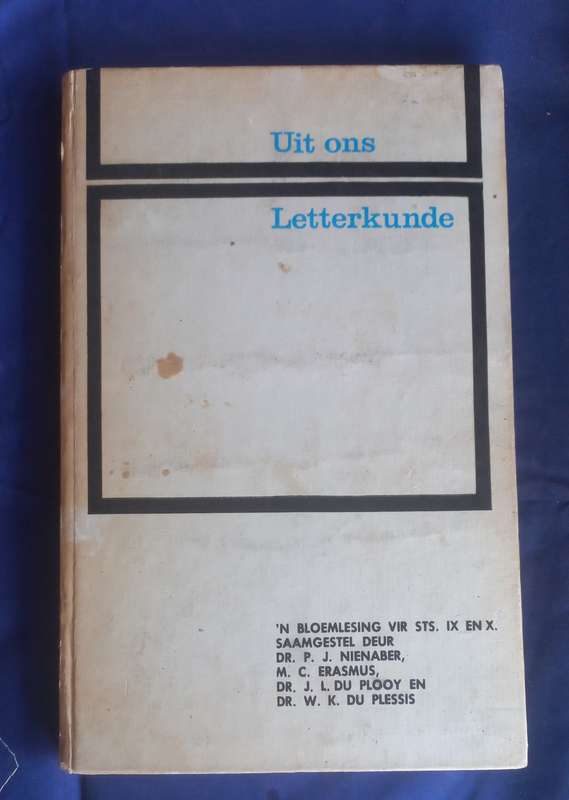 Uit ons
Letterkunde
'N BLOEMLESING VIR STS. IX EN X.
SAAMGESTEL DEUR
DR. P. J. NIENABER,
M. C. ERASMUS,
DR. J. L. DU PLOOY EN
DR. W. K. DU PLESSIS